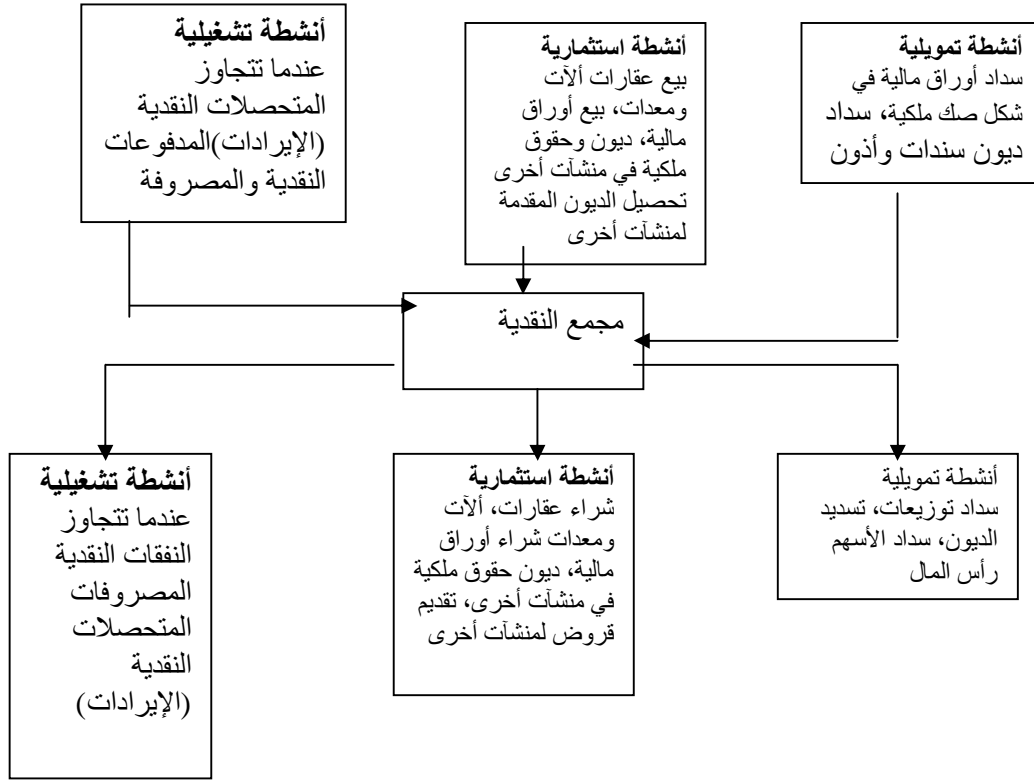 أنشطة تمويلية
سداد أوراق مالية في
شكل صك ملكية، سداد
ديون سندات وأذون
أنشطة استثمارية
بيع عقارات ألآت
ومعدات، بيع أوراق
مالية، ديون وحقوق
ملكية في منشآت أخرى
تحصيل الديون المقدمة
لمنشآت أخرى
أنشطة تشغيلية
عندما تتجاوز
المتحصلات النقدية
(الإيرادات)المدفوعات
النقدية والمصروفة
مجمع النقدية
أنشطة تمويلية
سداد توزيعات، تسديد
الديون، سداد الأسهم
رأس المال
أنشطة استثمارية
شراء عقارات، ألآت
ومعدات شراء أوراق
مالية، ديون حقوق ملكية
في منشآت أخرى، تقديم
قروض لمنشآت أخرى
أنشطة تشغيلية
عندما تتجاوز
النفقات النقدية
المصروفات
المتحصلات
النقدية
(الإيرادات)